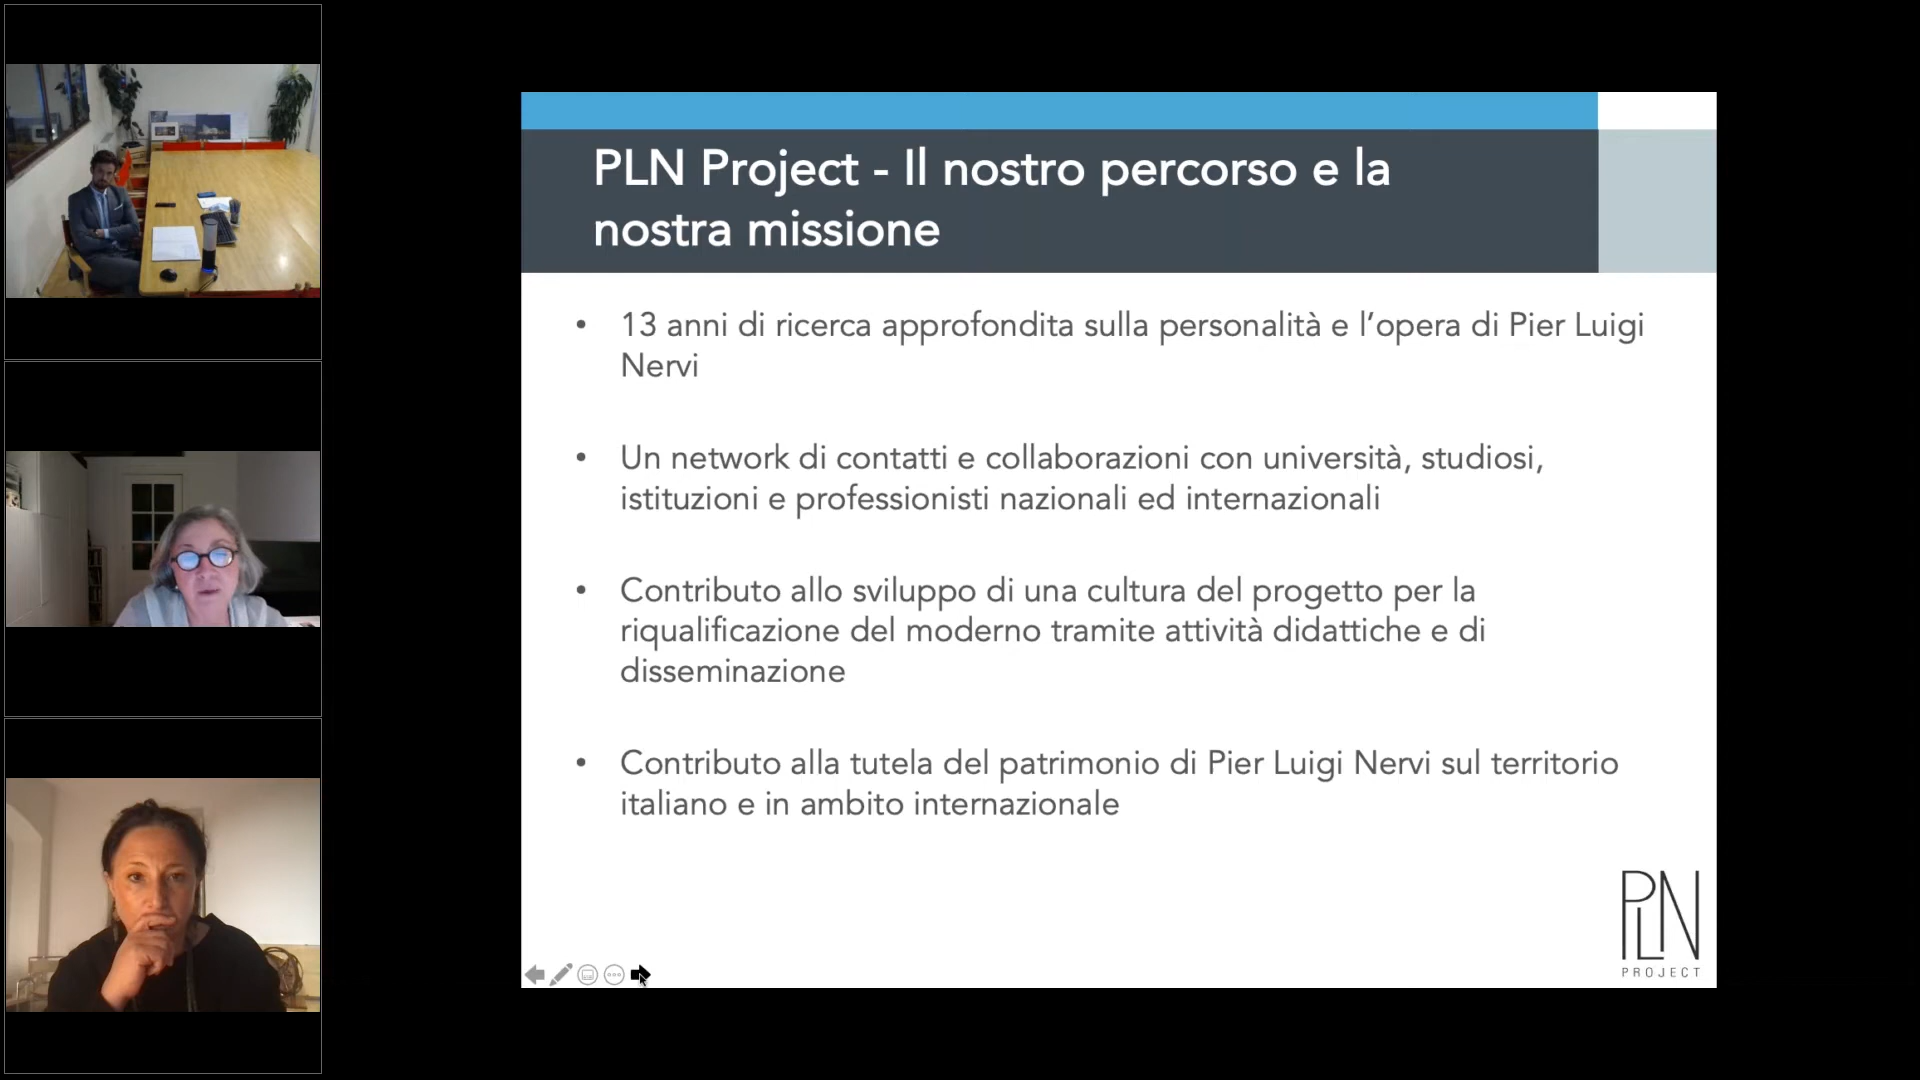 PLN Project - Il nostro percorso e la
nostra missione
• 13 anni di ricerca approfondita sulla personalità e l’opera di Pier Luigi
Nervi
• Un network di contatti e collaborazioni con università, studiosi,
istituzioni e professionisti nazionali ed internazionali
• Contributo allo sviluppo di una cultura del progetto per la
riqualificazione del moderno tramite attività didattiche e di
disseminazione
• Contributo alla tutela del patrimonio di Pier Luigi Nervi sul territorio
italiano e in ambito internazionale
PLN
PROJECT